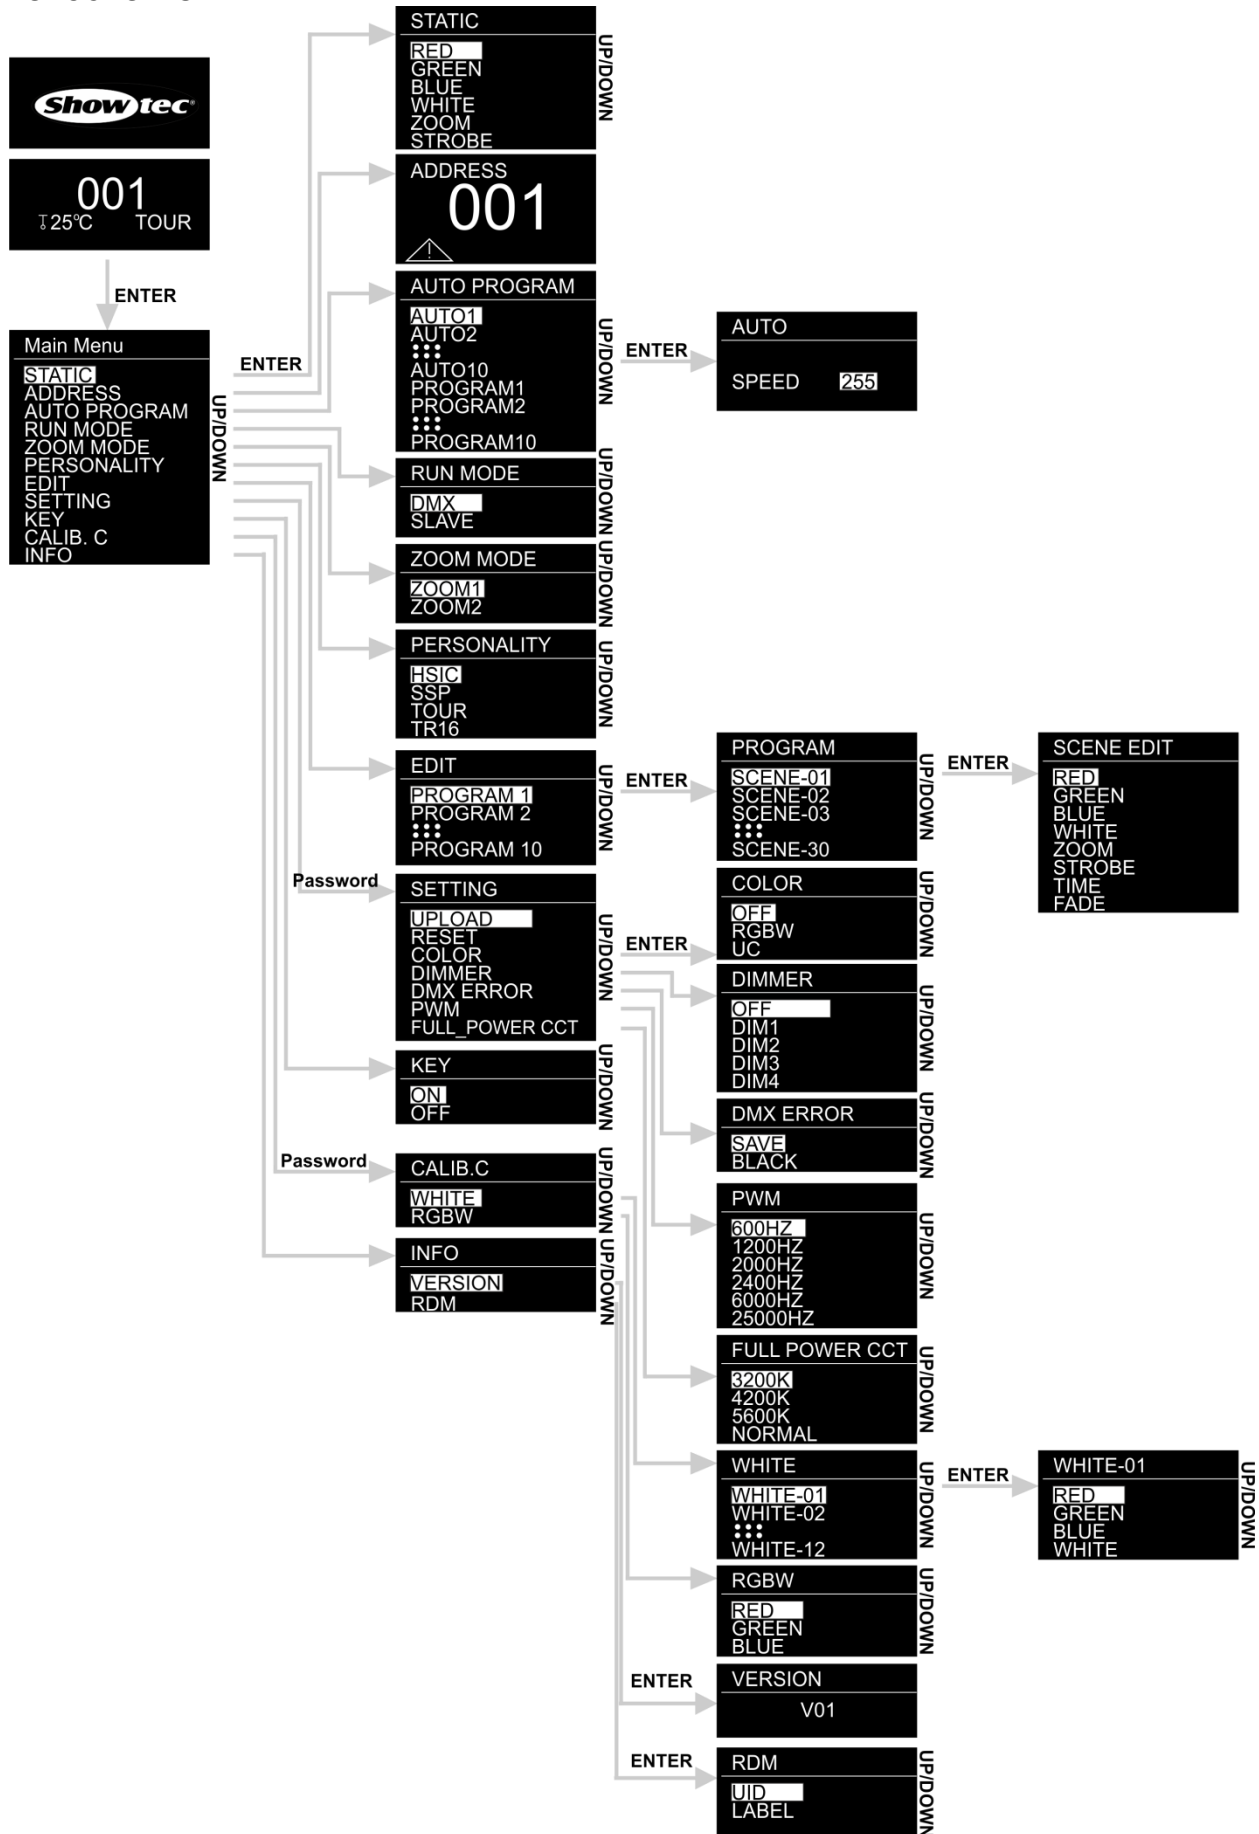 Showtec
001
25°C TOUR
ENTER
Main Menu
STATIC
ADDRESS
AUTO PROGRAM
RUN MODE
ZOOM MODE
PERSONALITY
EDIT
SETTING
KEY
CALIB. C
INFO
UP/DOWN
ENTER
STATIC
RED
GREEN
BLUE
WHITE
ZOOM
STROBE
UP/DOWN
ADDRESS
001
AUTO PROGRAM
AUTO1
AUTO2
AUTO10
PROGRAM1
PROGRAM2
PROGRAM10
UP/DOWN
ENTER
AUTO
SPEED 255
RUN MODE
DMX
SLAVE
UP/DOWN
ZOOM MODE
ZOOM1
ZOOM2
UP/DOWN
PERSONALITY
HSIC
SSP
TOUR
TR16
UP/DOWN
EDIT
PROGRAM 1
PROGRAM 2
PROGRAM 10
UP/DOWN
ENTER
PROGRAM
SCENE-01
SCENE-02
SCENE-03
SCENE-30
UP/DOWN
ENTER
SCENE EDIT
RED
GREEN
BLUE
WHITE
ZOOM
STROBE
TIME
FADE
Password
SETTING
UPLOAD
RESET
COLOR
DIMMER
DMX ERROR
PWM
FULL_POWER CCT
UP/DOWN
ENTER
COLOR
OFF
RGBW
UC
UP/DOWN
DIMMER
OFF
DIM1
DIM2
DIM3
DIM4
UP/DOWN
DMX ERROR
SAVE
BLACK
UP/DOWN
PWM
600HZ
1200HZ
2000HZ
2400HZ
6000HZ
25000HZ
UP/DOWN
FULL POWER CCT
3200K
4200K
5600K
NORMAL
UP/DOWN
KEY
ON
OFF
UP/DOWN
Password
CALIB.C
WHITE
RGBW
UP/DOWN
WHITE
WHITE-01
WHITE-02
WHITE-12
UP/DOWN
ENTER
WHITE-01
RED
GREEN
BLUE
WHITE
UP/DOWN
RGBW
RED
GREEN
BLUE
UP/DOWN
INFO
VERSION
RDM
UP/DOWN
ENTER
VERSION
V01
ENTER
RDM
UID
LABEL
UP/DOWN